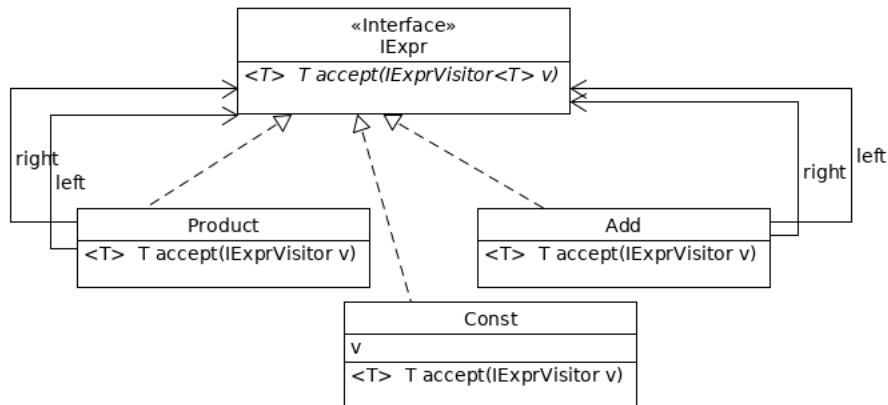 «Interface»
IExpr
<T>  T accept(IExprVisitor<T> v)
right
left
left
right
Product
<T>  T accept(IExprVisitor v)
Add
<T>  T accept(IExprVisitor v)
Const
v
<T>  T accept(IExprVisitor v)